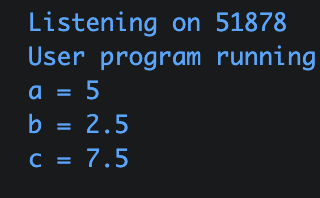 Listening on 51878
User program running
a = 5
b = 2.5
c = 7.5